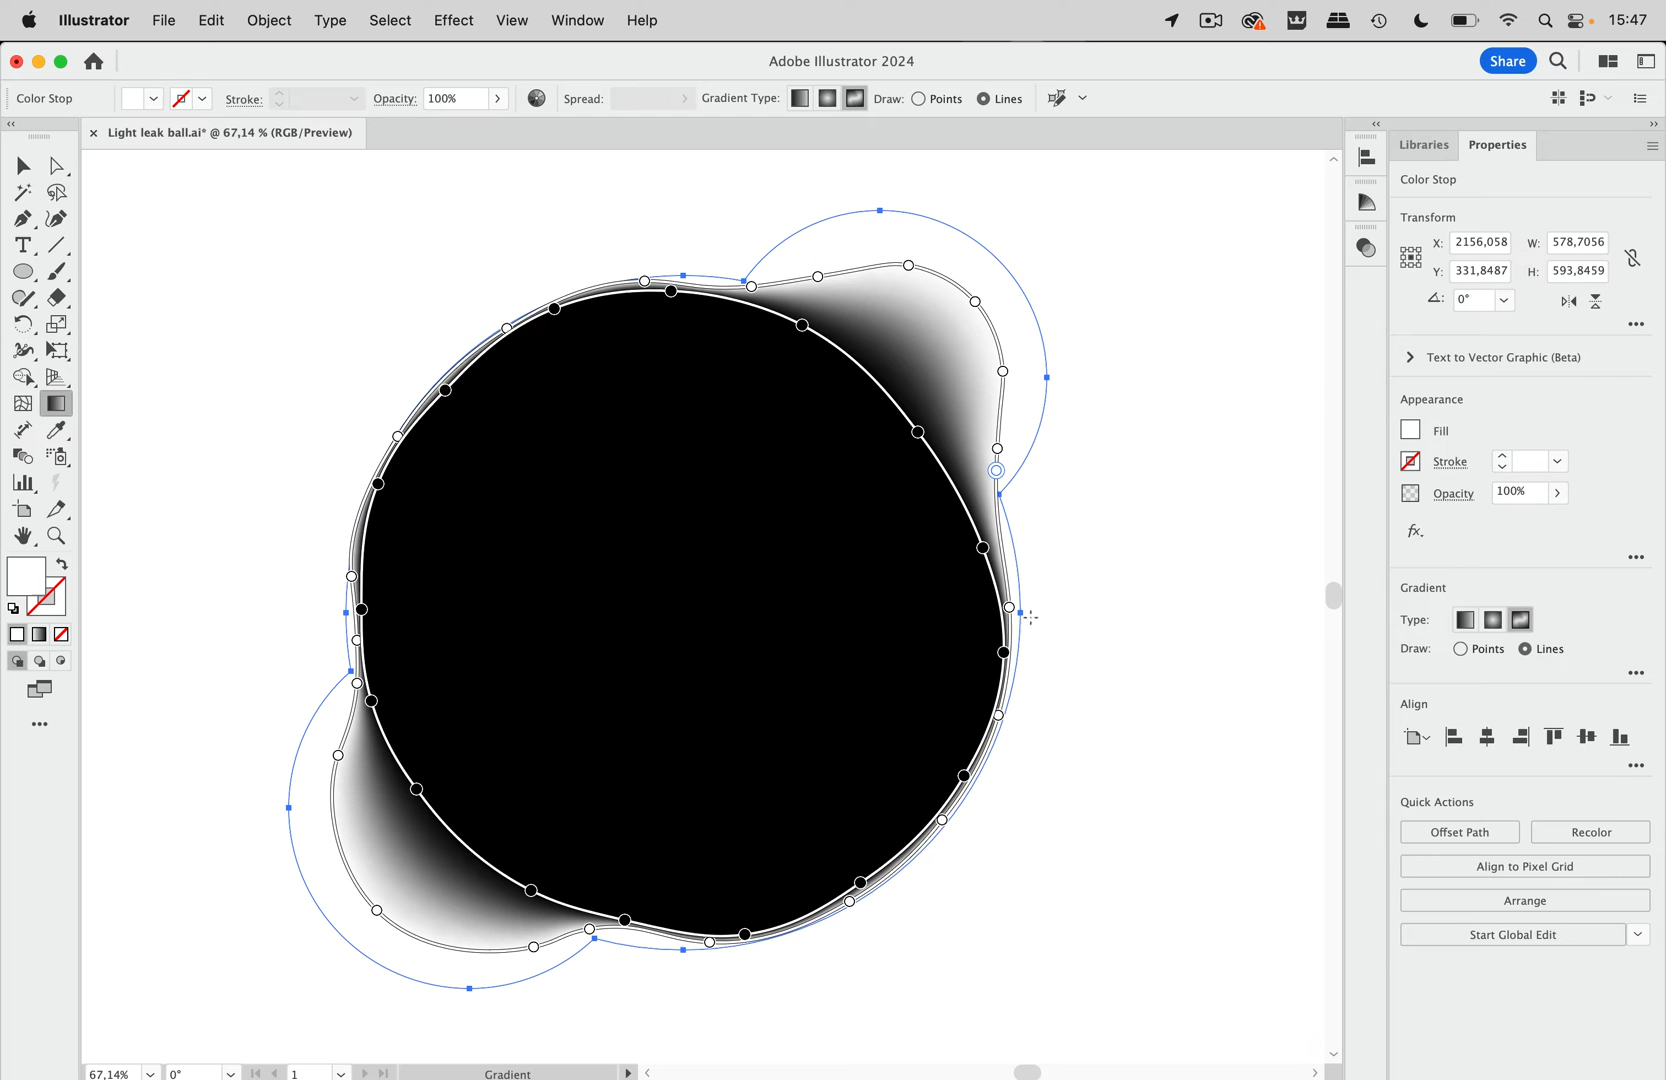 Illustrator File Edit Object Type Select Effect View Window Help 15:47
Adobe Illustrator 2024 Share
Color Stop Stroke: Opacity: 100% Spread: Gradient Type: Draw: Points Lines
Light leak ball.ai* @ 67,14 % (RGB/Preview)
Libraries Properties
Color Stop
Transform
X: 2156,058 W: 578,7056
Y: 331,8487 H: 593,8459
0°
Text to Vector Graphic (Beta)
Appearance
Fill
Stroke
Opacity 100%
fx.
Gradient
Type:
Draw: Points Lines
Align
Quick Actions
Offset Path Recolor
Align to Pixel Grid
Arrange
Start Global Edit
67,14% 0° 1 Gradient